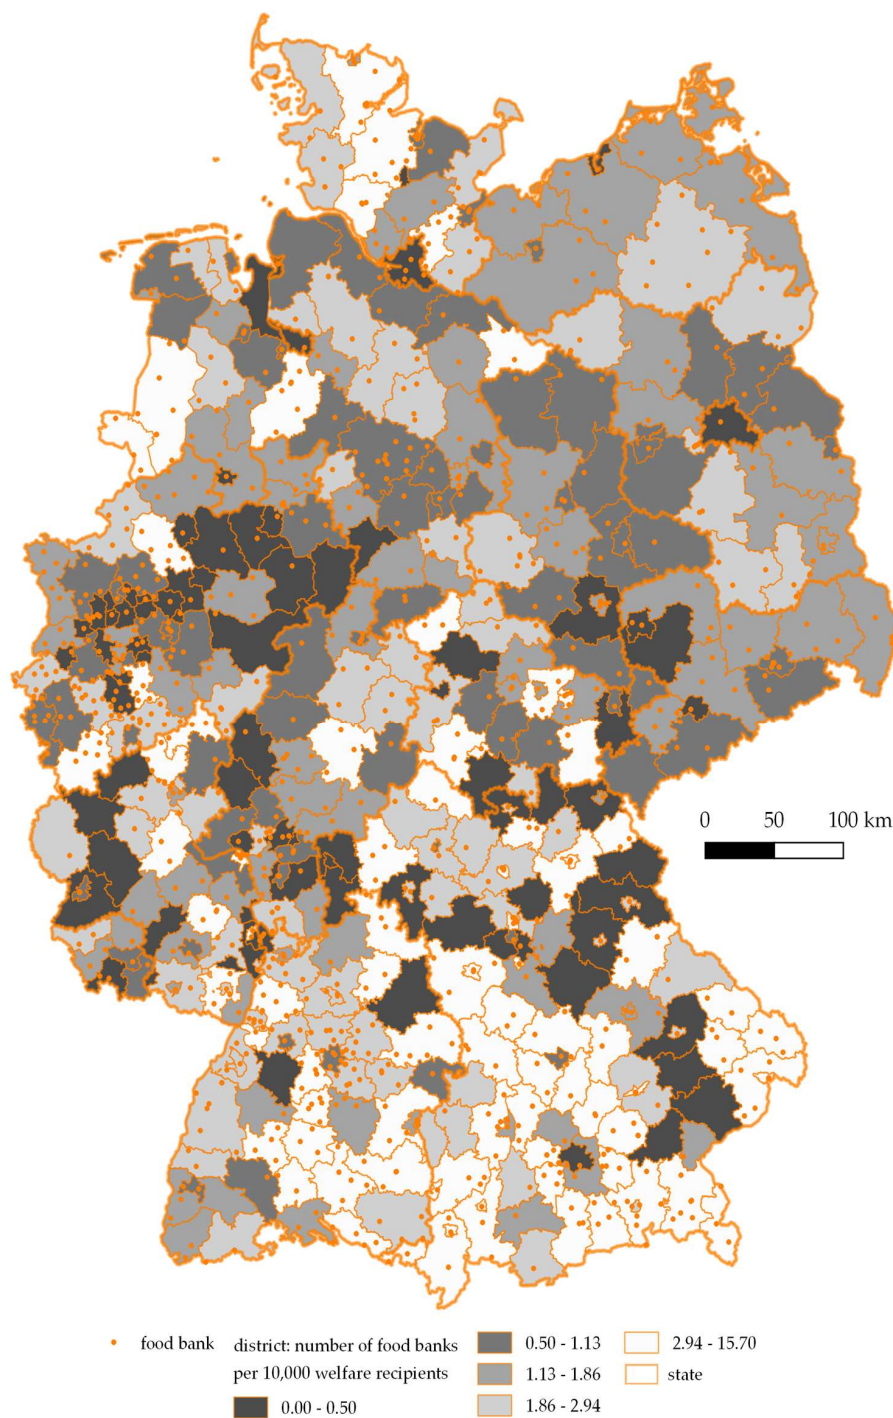 0 50 100 km
food bank
district: number of food banks
per 10,000 welfare recipients
0.00 - 0.50
0.50 - 1.13
1.13 - 1.86
1.86 - 2.94
2.94 - 15.70
state